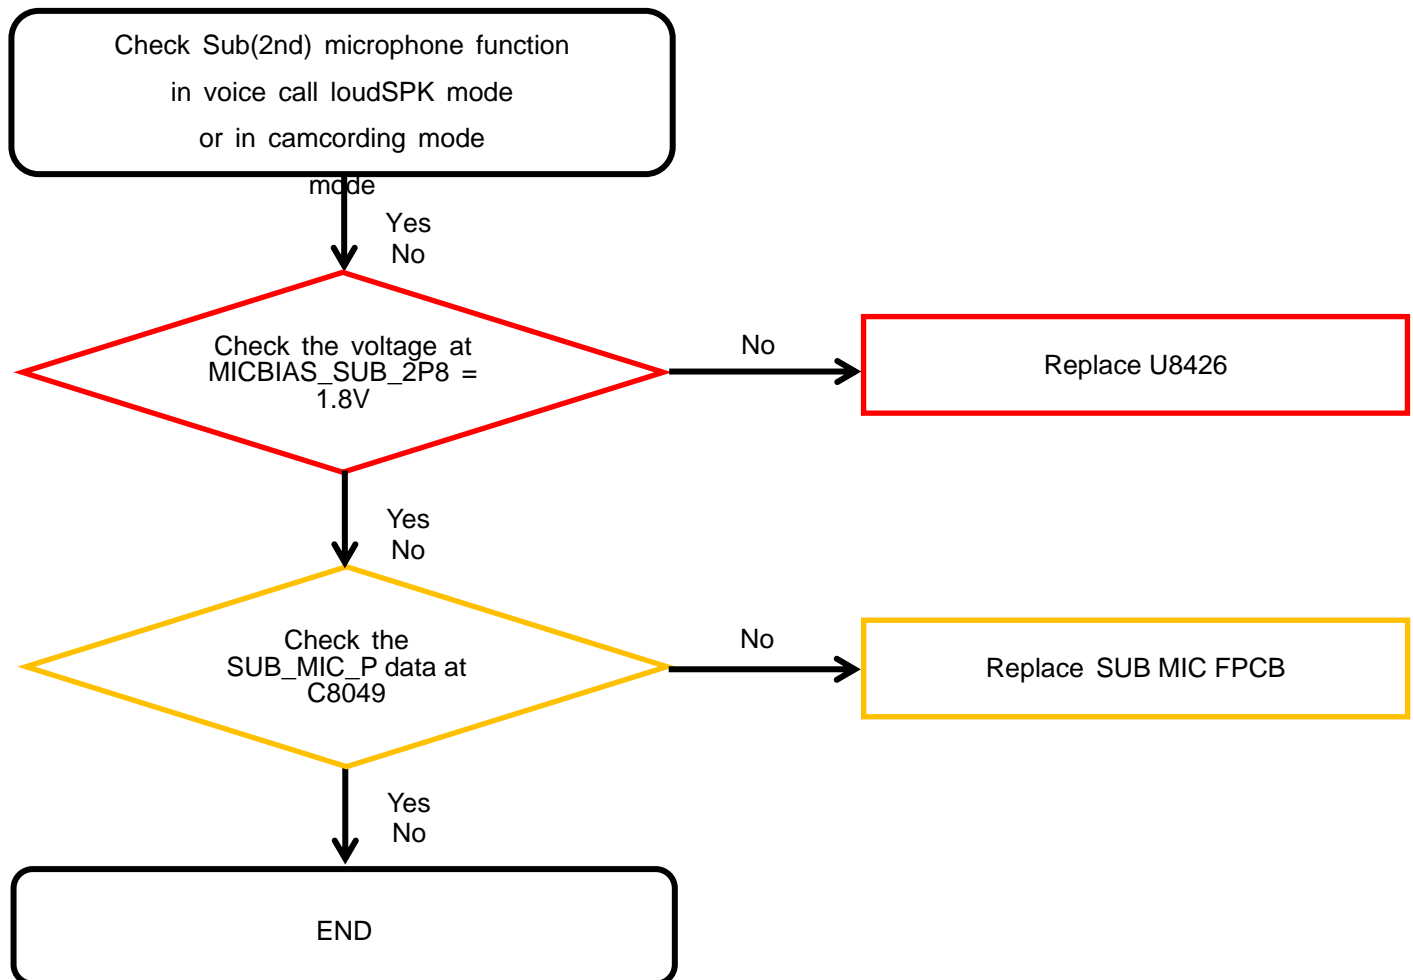 Check Sub(2nd) microphone function
in voice call loudSPK mode
or in camcording mode
mode
Yes
No
Check the voltage at
MICBIAS_SUB_2P8 =
1.8V
No
Replace U8426
Yes
No
Check the
SUB_MIC_P data at
C8049
No
Replace SUB MIC FPCB
Yes
No
END